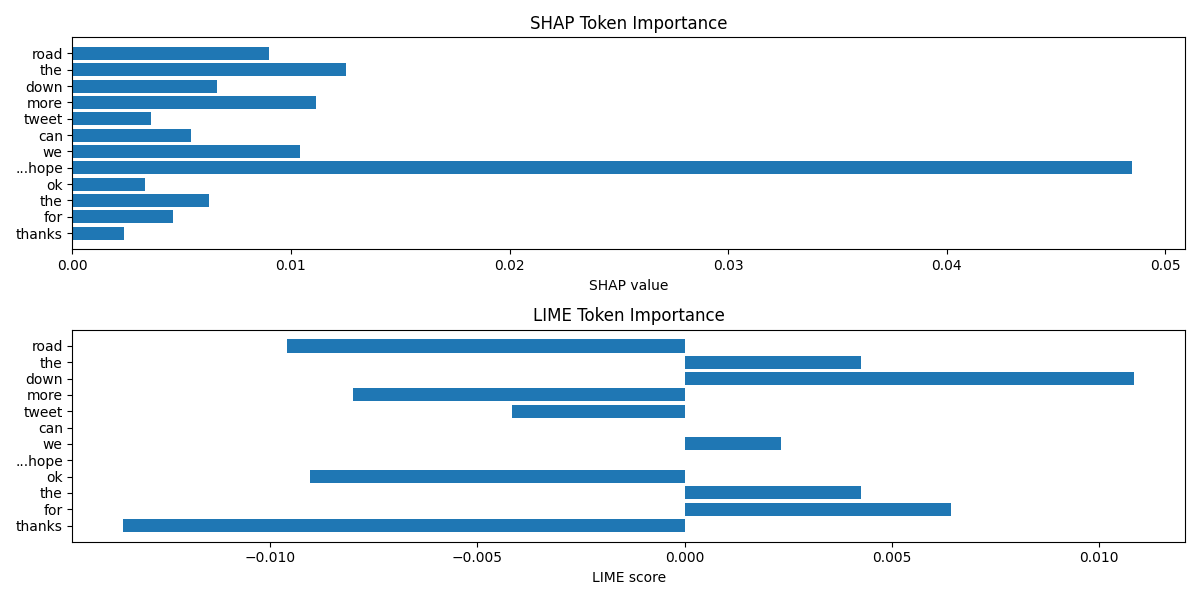 SHAP Token Importance
road
the
down
more
tweet
can
we
...hope
ok
the
for
thanks
0.00 0.01 0.02 0.03 0.04 0.05
SHAP value
LIME Token Importance
road
the
down
more
tweet
can
we
...hope
ok
the
for
thanks
−0.010 −0.005 0.000 0.005 0.010
LIME score